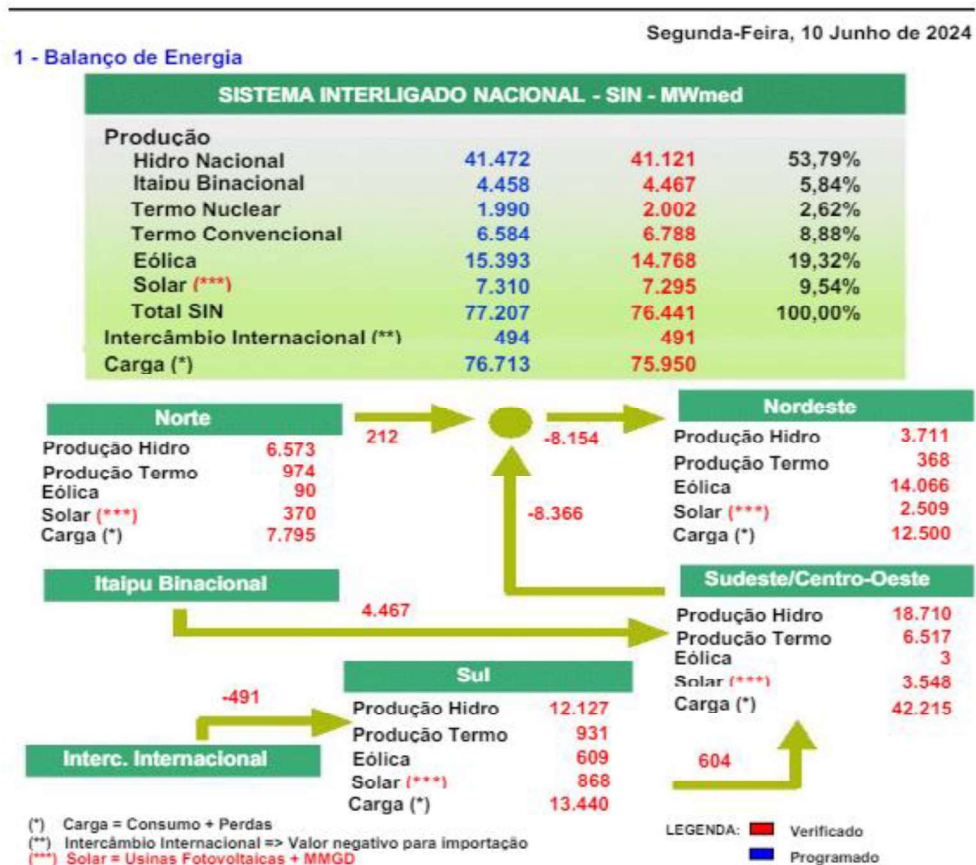 Segunda-Feira, 10 Junho de 2024
1 - Balanço de Energia
SISTEMA INTERLIGADO NACIONAL - SIN - MWmed
Produção
Hidro Nacional 41.472 41.121 53,79%
Itaipu Binacional 4.458 4.467 5,84%
Termo Nuclear 1.990 2.002 2,62%
Termo Convencional 6.584 6.788 8,88%
Eólica 15.393 14.768 19,32%
Solar (***) 7.310 7.295 9,54%
Total SIN 77.207 76.441 100,00%
Intercâmbio Internacional (**) 494 491
Carga (*) 76.713 75.950
Norte
Produção Hidro 6.573
Produção Termo 974
Eólica 90
Solar (***) 370
Carga (*) 7.795
212
-8.154
-8.366
Nordeste
Produção Hidro 3.711
Produção Termo 368
Eólica 14.066
Solar (***) 2.509
Carga (*) 12.500
Itaipu Binacional
4.467
Sudeste/Centro-Oeste
Produção Hidro 18.710
Produção Termo 6.517
Eólica 3
Solar (***) 3.548
Carga (*) 42.215
Sul
Produção Hidro 12.127
Produção Termo 931
Eólica 609
Solar (***) 868
Carga (*) 13.440
-491
Interc. Internacional
604
(*) Carga = Consumo + Perdas
(**) Intercâmbio Internacional => Valor negativo para importação
(***) Solar = Usinas Fotovoltaicas + MMGD
LEGENDA: Verificado
Programado